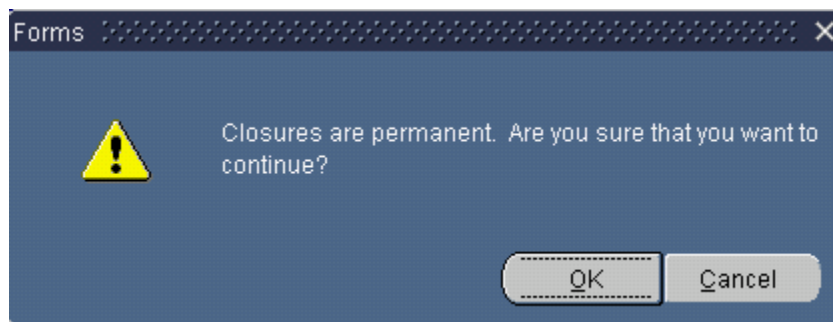 Forms
Closures are permanent.  Are you sure that you want to
continue?
OK
Cancel